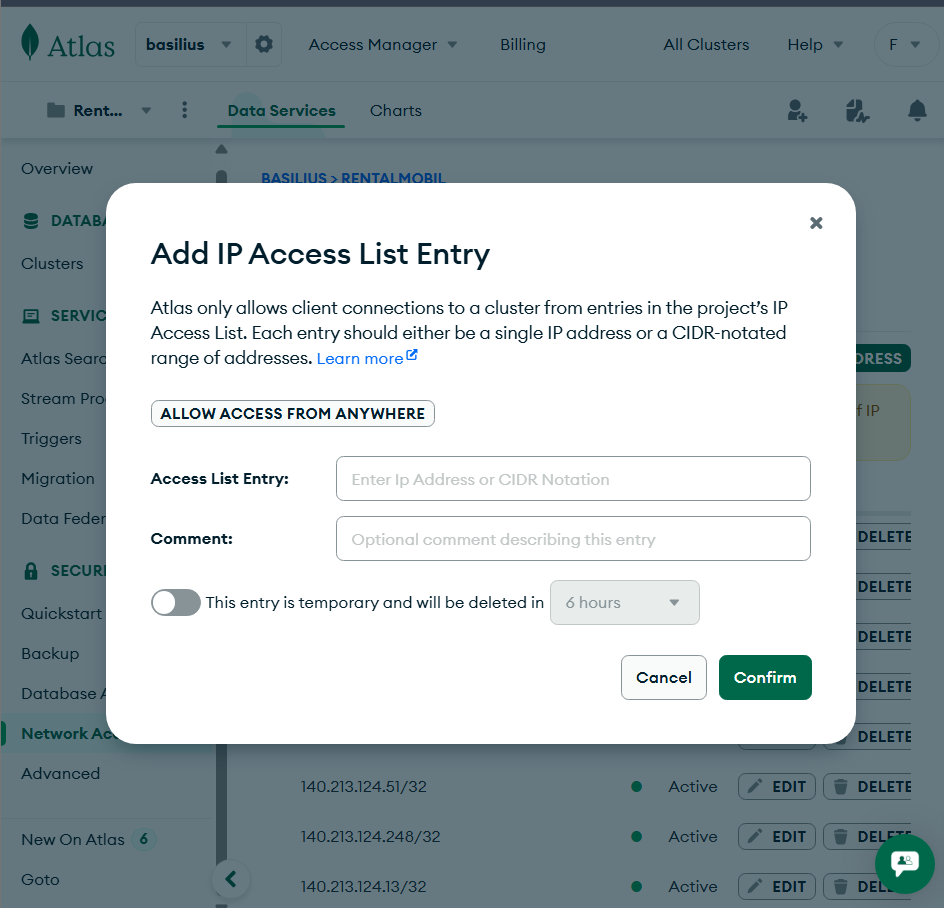 Atlas
basilius
Access Manager
Billing
All Clusters
Help
F
Rent...
Data Services
Charts
Overview
BASILIUS > RENTALMOBIL
DATABA
Clusters
SERVIC
Atlas Searc
Stream Pro
Triggers
Migration
Data Feder
SECURI
Quickstart
Backup
Database A
Network Acc
Advanced
New On Atlas 6
Goto
Add IP Access List Entry
Atlas only allows client connections to a cluster from entries in the project’s IP
Access List. Each entry should either be a single IP address or a CIDR-notated
range of addresses. Learn more
ALLOW ACCESS FROM ANYWHERE
Access List Entry:
Enter Ip Address or CIDR Notation
Comment:
Optional comment describing this entry
This entry is temporary and will be deleted in
6 hours
Cancel
Confirm
DRESS
f IP
DELETE
DELETE
DELETE
DELETE
DELETE
140.213.124.51/32 Active EDIT DELETE
140.213.124.248/32 Active EDIT DELETE
140.213.124.13/32 Active EDIT DELETE